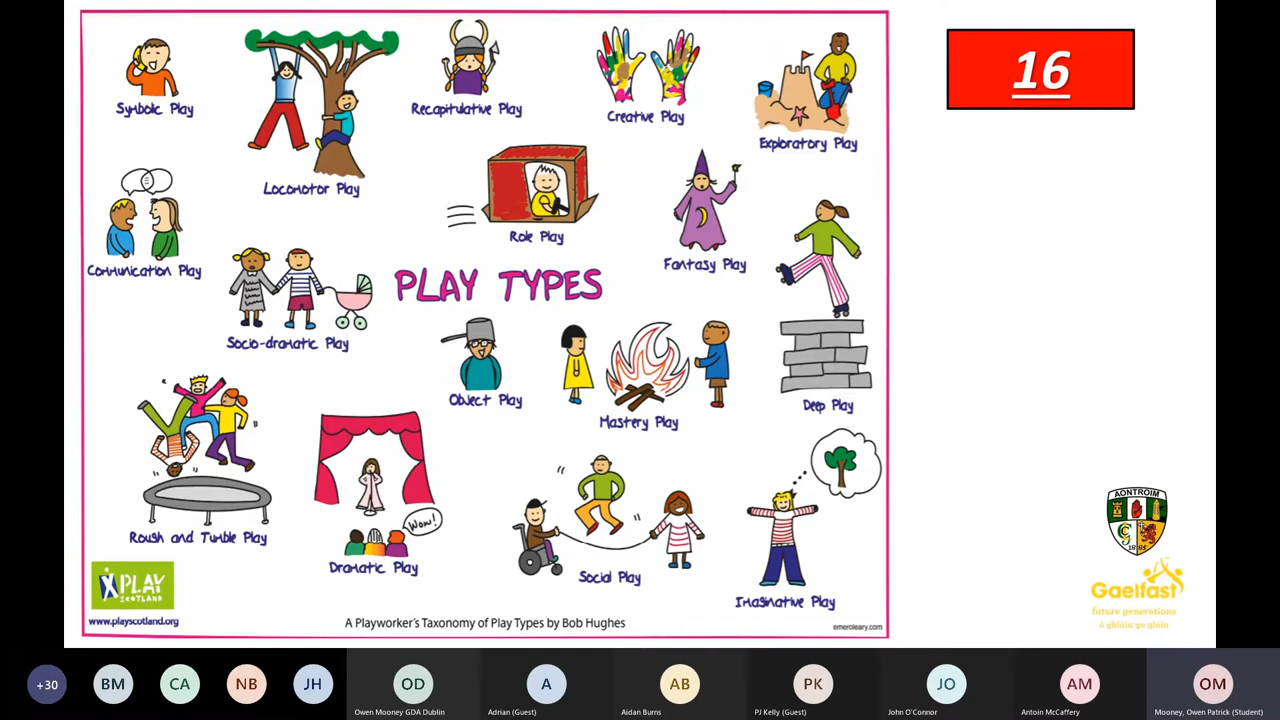 16
Symbolic Play
Recapitulative Play
Creative Play
Exploratory Play
Locomotor Play
Role Play
Fantasy Play
Communication Play
PLAY TYPES
Socio-dramatic Play
Object Play
Mastery Play
Deep Play
Wow!
Rough and Tumble Play
Dramatic Play
Social Play
Imaginative Play
PLAY
SCOTLAND
www.playscotland.org
A Playworker's Taxonomy of Play Types by Bob Hughes
emeroleary.com
AONTROIM
1885
Gaelfast
future generations
ó ghlúin go glúin
+30
BM
CA
NB
JH
OD
A
AB
PK
JO
AM
OM
Owen Mooney GDA Dublin
Adrian (Guest)
Aidan Burns
PJ Kelly (Guest)
John O'Connor
Antoin McCaffery
Mooney, Owen Patrick (Student)